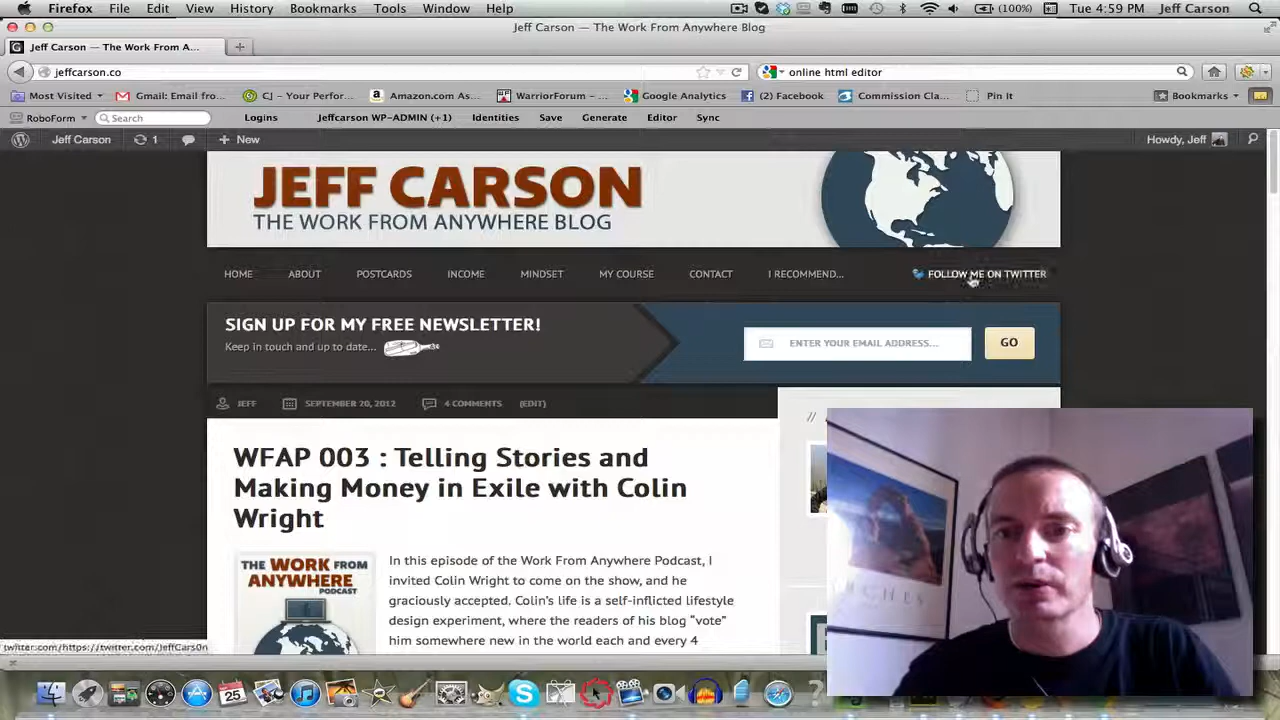 Firefox File Edit View History Bookmarks Tools Window Help (100%) Tue 4:59 PM Jeff Carson
Jeff Carson — The Work From Anywhere Blog
Jeff Carson — The Work From A...
jeffcarson.co online html editor
Most Visited Gmail: Email fro... CJ – Your Perfor... Amazon.com As... WarriorForum – ... Google Analytics (2) Facebook Commission Cla... Pin It Bookmarks
RoboForm Search Logins Jeffcarson WP-ADMIN (+1) Identities Save Generate Editor Sync
Jeff Carson 1 + New Howdy, Jeff
JEFF CARSON
THE WORK FROM ANYWHERE BLOG
HOME ABOUT POSTCARDS INCOME MINDSET MY COURSE CONTACT I RECOMMEND... FOLLOW ME ON TWITTER
SIGN UP FOR MY FREE NEWSLETTER!
Keep in touch and up to date...
ENTER YOUR EMAIL ADDRESS... GO
JEFF SEPTEMBER 20, 2012 4 COMMENTS (EDIT)
//
WFAP 003 : Telling Stories and
Making Money in Exile with Colin
Wright
THE WORK FROM
ANYWHERE
PODCAST
In this episode of the Work From Anywhere Podcast, I
invited Colin Wright to come on the show, and he
graciously accepted. Colin's life is a self-inflicted lifestyle
design experiment, where the readers of his blog “vote”
him somewhere new in the world each and every 4
twitter.com/https://twitter.com/JeffCars0n
25